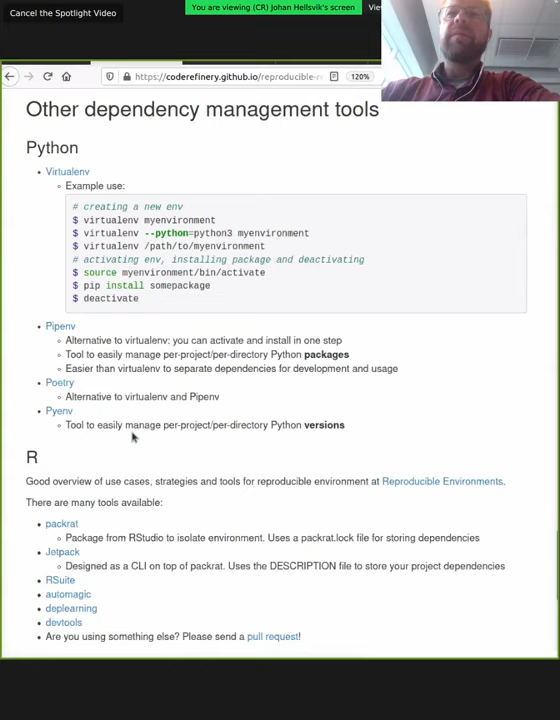 Cancel the Spotlight Video
You are viewing (CR) Johan Hellsvik's screen
https://coderefinery.github.io/reproducible-r
120%
Other dependency management tools
Python
• Virtualenv
◦ Example use:
# creating a new env
$ virtualenv myenvironment
$ virtualenv --python=python3 myenvironment
$ virtualenv /path/to/myenvironment
# activating env, installing package and deactivating
$ source myenvironment/bin/activate
$ pip install somepackage
$ deactivate
• Pipenv
◦ Alternative to virtualenv: you can activate and install in one step
◦ Tool to easily manage per-project/per-directory Python packages
◦ Easier than virtualenv to separate dependencies for development and usage
• Poetry
◦ Alternative to virtualenv and Pipenv
• Pyenv
◦ Tool to easily manage per-project/per-directory Python versions
R
Good overview of use cases, strategies and tools for reproducible environment at Reproducible Environments.
There are many tools available:
• packrat
◦ Package from RStudio to isolate environment. Uses a packrat.lock file for storing dependencies
• Jetpack
◦ Designed as a CLI on top of packrat. Uses the DESCRIPTION file to store your project dependencies
• RSuite
• automagic
• deplearning
• devtools
• Are you using something else? Please send a pull request!